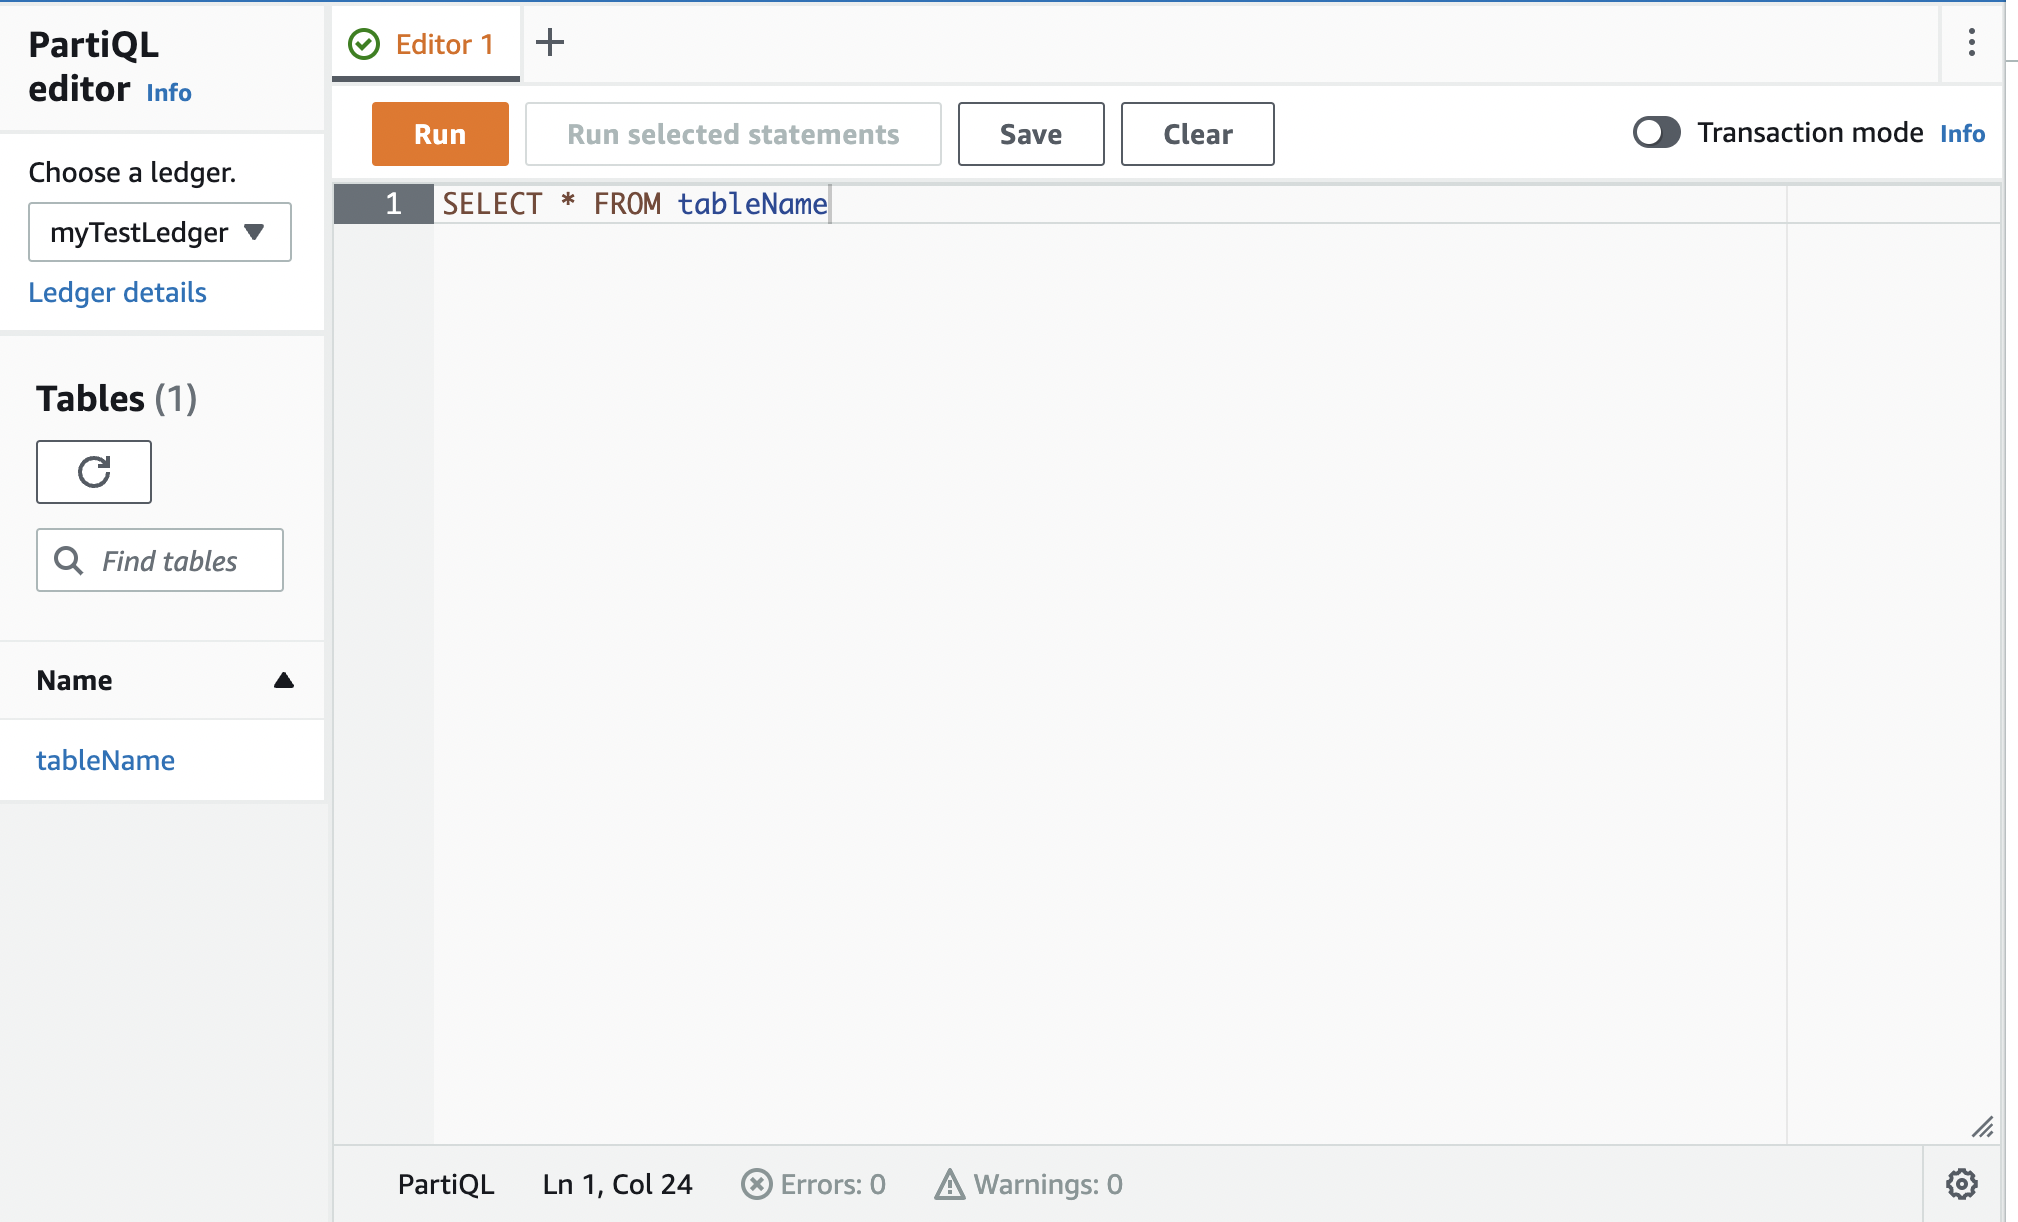 PartiQL
editor Info
Choose a ledger.
myTestLedger
Ledger details
Tables (1)
Find tables
Name
tableName
Editor 1
Run
Run selected statements
Save
Clear
Transaction mode Info
1 SELECT * FROM tableName
PartiQL Ln 1, Col 24 Errors: 0 Warnings: 0